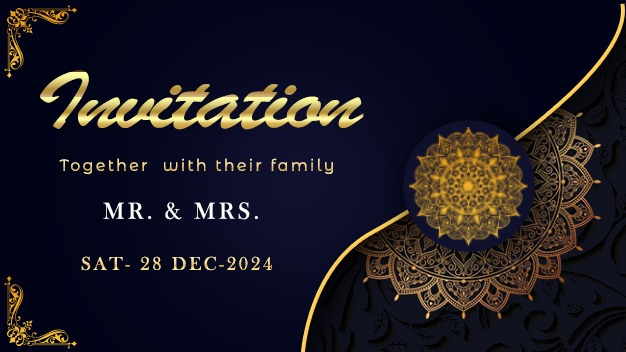 Invitation
Together with their family
MR. & MRS.
SAT- 28 DEC-2024